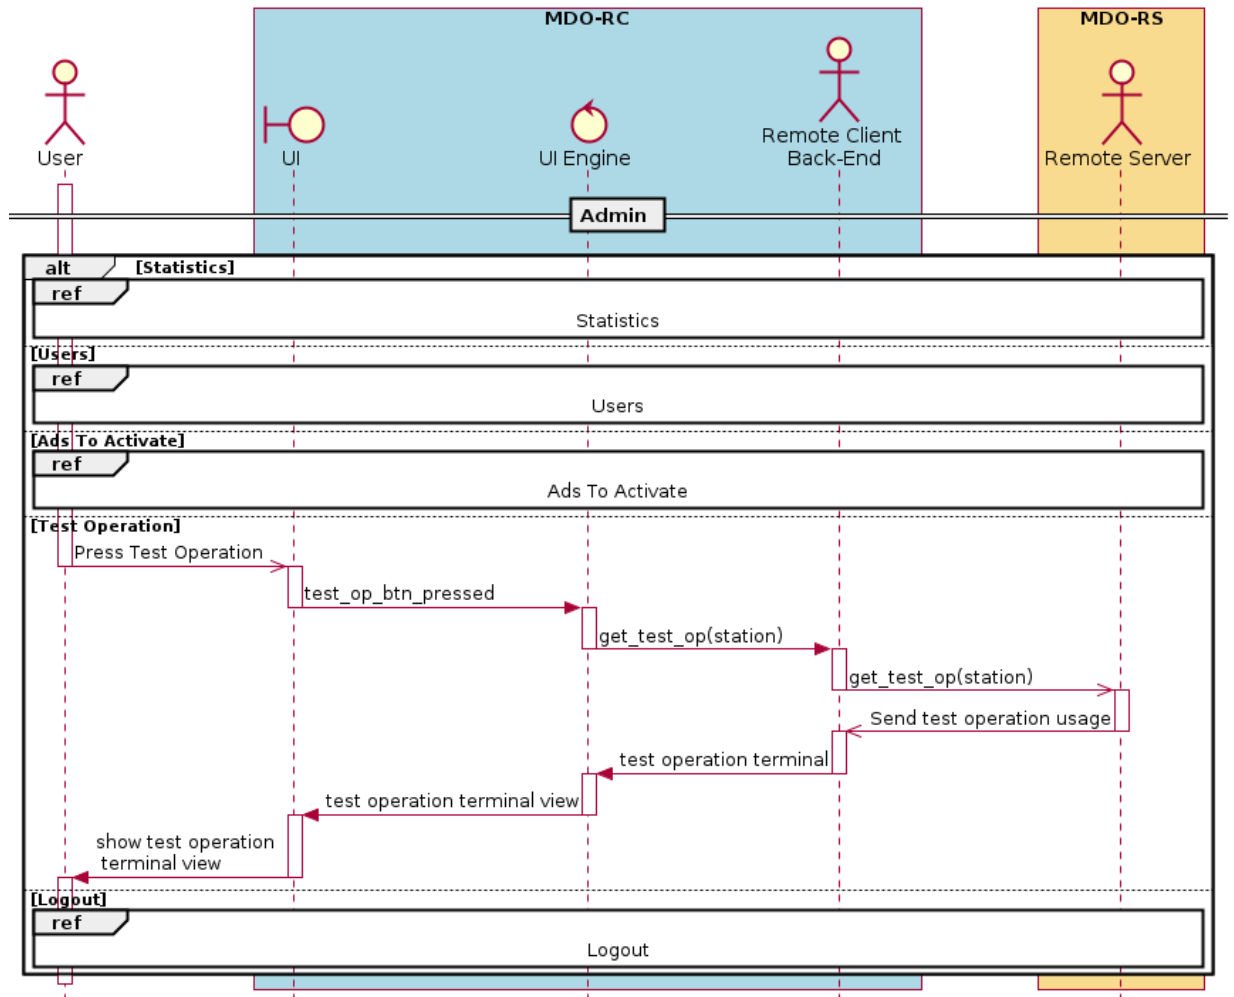 MDO-RC
MDO-RS
User
UI
UI Engine
Remote Client
Back-End
Remote Server
Admin
alt
[Statistics]
ref
Statistics
[Users]
ref
Users
[Ads To Activate]
ref
Ads To Activate
[Test Operation]
Press Test Operation
test_op_btn_pressed
get_test_op(station)
get_test_op(station)
Send test operation usage
test operation terminal
test operation terminal view
show test operation
terminal view
[Logout]
ref
Logout